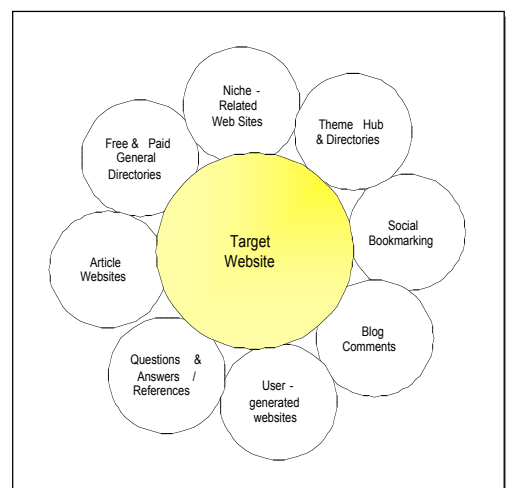 Niche -
Related
Web Sites
Theme Hub
& Directories
Free & Paid
General
Directories
Social
Bookmarking
Target
Website
Article
Websites
Blog
Comments
Questions &
Answers /
References
User -
generated
websites